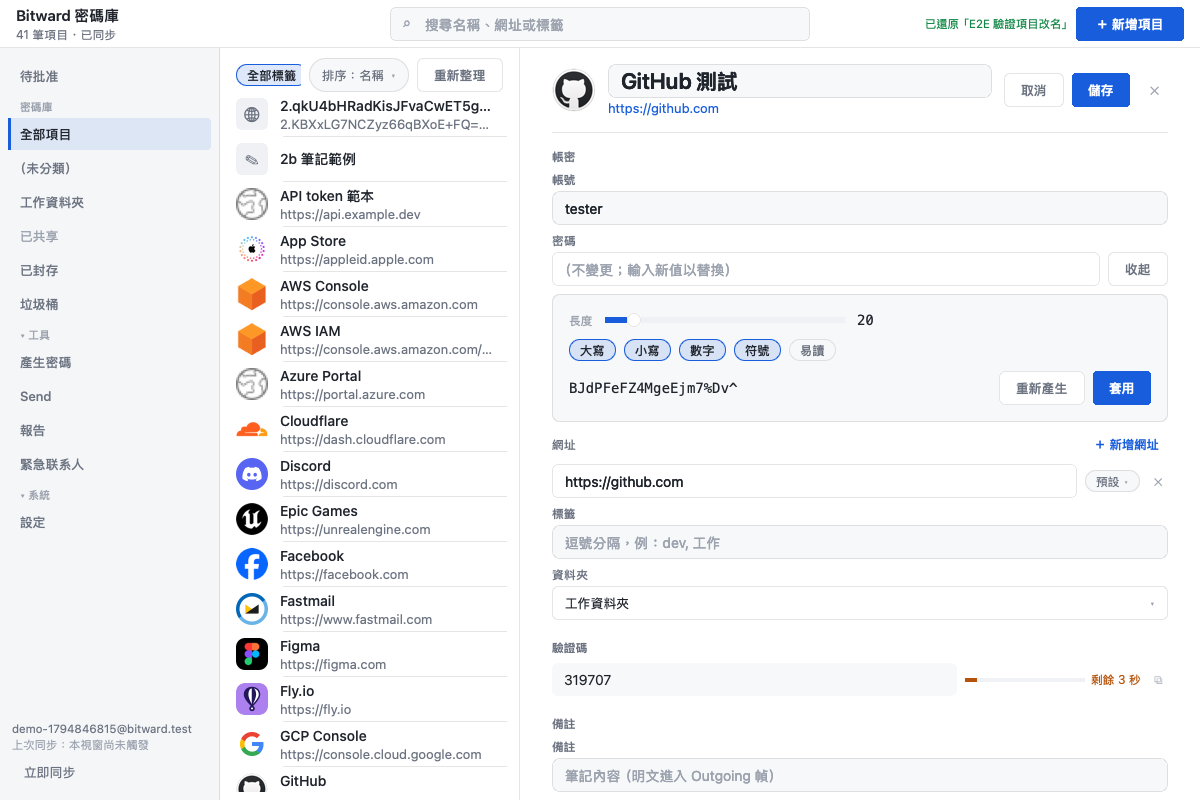 Bitward 密碼庫
41 筆項目 · 已同步
搜尋名稱、網址或標籤
已還原「E2E 驗證項目改名」
+ 新增項目
待批准
密碼庫
全部項目
(未分類)
工作資料夾
已共享
已封存
垃圾桶
工具
產生密碼
Send
報告
緊急联系人
系統
設定
demo-1794846815@bitward.test
上次同步：本視窗尚未觸發
立即同步
全部標籤
排序：名稱
重新整理
2.qkU4bHRadKisJFvaCwET5g...
2.KBXxLG7NCZyz66qBXoE+FQ=...
2b 筆記範例
API token 範本
https://api.example.dev
App Store
https://appleid.apple.com
AWS Console
https://console.aws.amazon.com
AWS IAM
https://console.aws.amazon.com/...
Azure Portal
https://portal.azure.com
Cloudflare
https://dash.cloudflare.com
Discord
https://discord.com
Epic Games
https://unrealengine.com
Facebook
https://facebook.com
Fastmail
https://www.fastmail.com
Figma
https://figma.com
Fly.io
https://fly.io
GCP Console
https://console.cloud.google.com
GitHub
GitHub 測試
https://github.com
取消
儲存
帳密
帳號
tester
密碼
(不變更；輸入新值以替換)
收起
長度
20
大寫
小寫
數字
符號
易讀
BJdPFeFZ4MgeEjm7%Dv^
重新產生
套用
網址
+ 新增網址
https://github.com
預設
標籤
逗號分隔，例：dev, 工作
資料夾
工作資料夾
驗證碼
319707
剩餘 3 秒
備註
備註
筆記內容 (明文進入 Outgoing 幀)